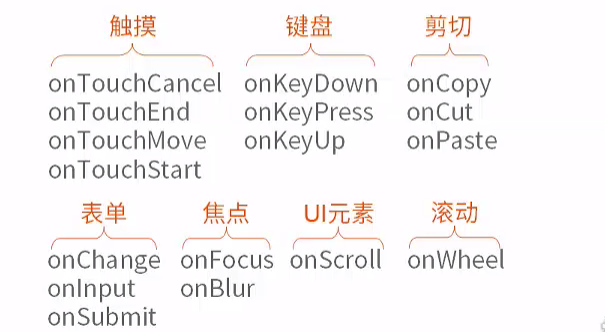 触摸 键盘 剪切
onTouchCancel onKeyDown onCopy
onTouchEnd onKeyPress onCut
onTouchMove onKeyUp onPaste
onTouchStart
表单 焦点 UI元素 滚动
onChange onFocus onScroll onWheel
onInput onBlur
onSubmit